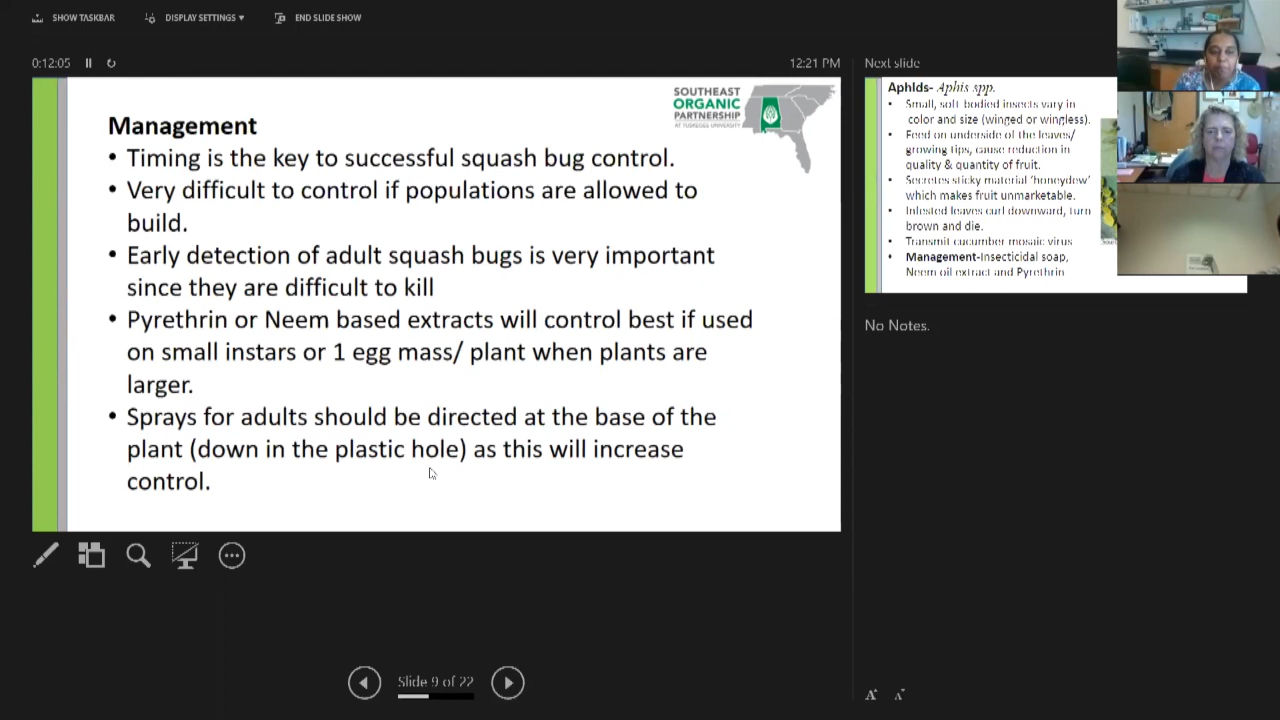 SHOW TASKBAR
DISPLAY SETTINGS ▾
END SLIDE SHOW
0:12:05
12:21 PM
SOUTHEAST
ORGANIC
PARTNERSHIP
AT TUSKEGEE UNIVERSITY
Management
• Timing is the key to successful squash bug control.
• Very difficult to control if populations are allowed to
build.
• Early detection of adult squash bugs is very important
since they are difficult to kill
• Pyrethrin or Neem based extracts will control best if used
on small instars or 1 egg mass/ plant when plants are
larger.
• Sprays for adults should be directed at the base of the
plant (down in the plastic hole) as this will increase
control.
Slide 9 of 22
Next slide
Aphids- Aphis spp.
• Small, soft bodied insects vary in
color and size (winged or wingless).
• Feed on underside of the leaves/
growing tips, cause reduction in
quality & quantity of fruit.
• Secretes sticky material 'honeydew'
which makes fruit unmarketable.
• Infested leaves curl downward, turn
brown and die.
• Transmit cucumber mosaic virus
• Management-Insecticidal soap,
Neem oil extract and Pyrethrin
No Notes.
A A